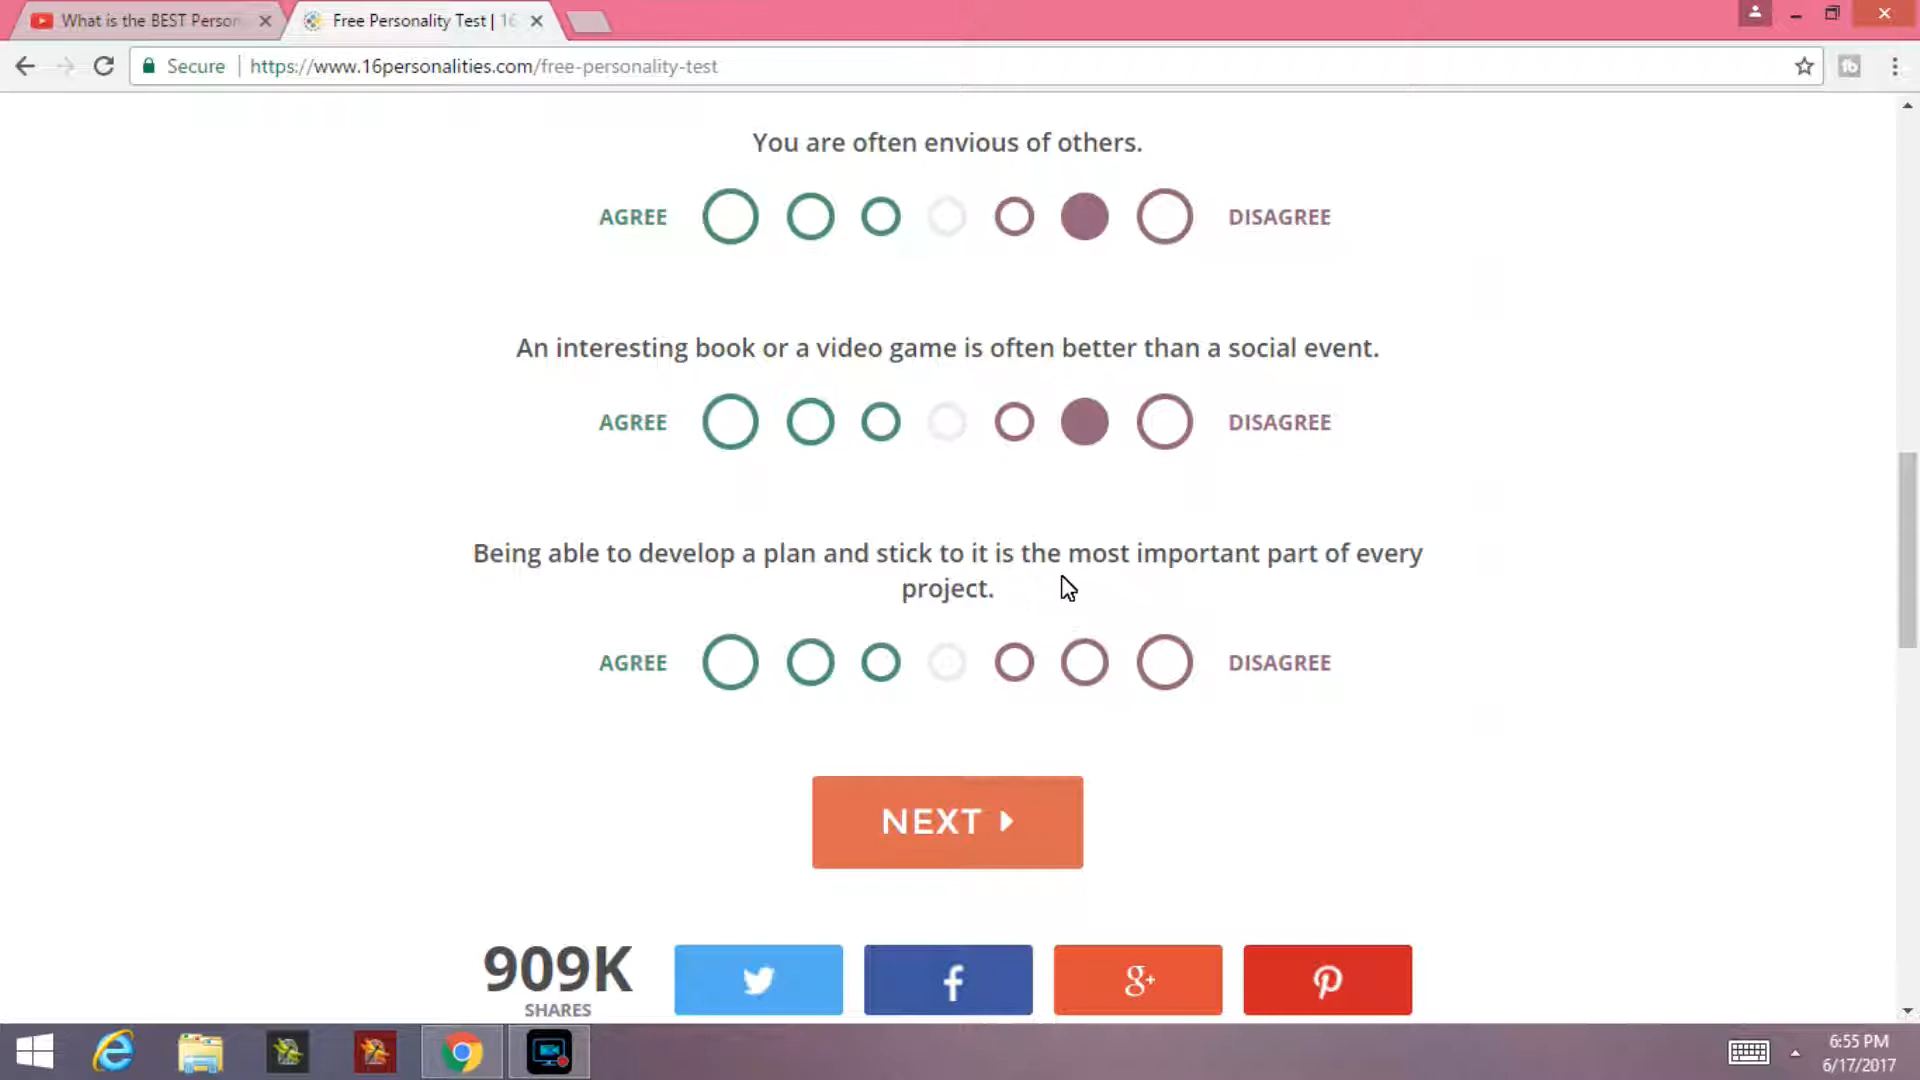 What is the BEST Person
Free Personality Test | 16
Secure
https://www.16personalities.com/free-personality-test
You are often envious of others.
AGREE
DISAGREE
An interesting book or a video game is often better than a social event.
AGREE
DISAGREE
Being able to develop a plan and stick to it is the most important part of every
project.
AGREE
DISAGREE
NEXT
909K
SHARES
6:55 PM
6/17/2017